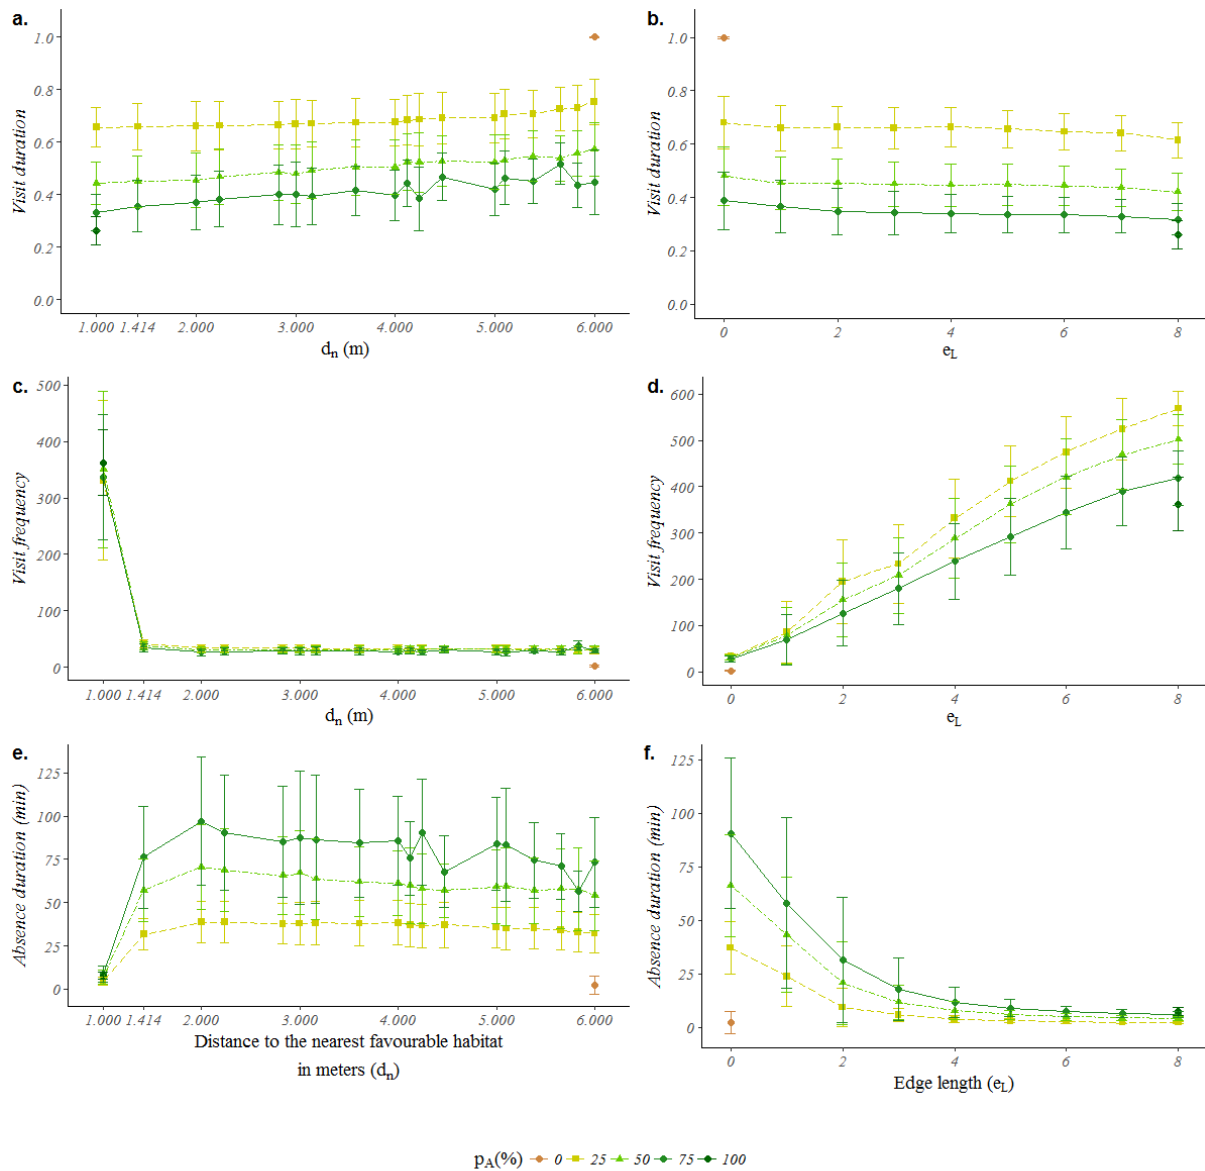 a.
Visit duration
1.0
0.8
0.6
0.4
0.2
0.0
1.000 1.414 2.000 3.000 4.000 5.000 6.000
dn (m)
b.
Visit duration
1.0
0.8
0.6
0.4
0.2
0.0
0 2 4 6 8
eL
c.
Visit frequency
500
400
300
200
100
0
1.000 1.414 2.000 3.000 4.000 5.000 6.000
dn (m)
d.
Visit frequency
600
500
400
300
200
100
0
0 2 4 6 8
eL
e.
Absence duration (min)
125
100
75
50
25
0
1.000 1.414 2.000 3.000 4.000 5.000 6.000
Distance to the nearest favourable habitat
in meters (dn)
f.
Absence duration (min)
125
100
75
50
25
0
0 2 4 6 8
Edge length (eL)
pA(%) 0 25 50 75 100